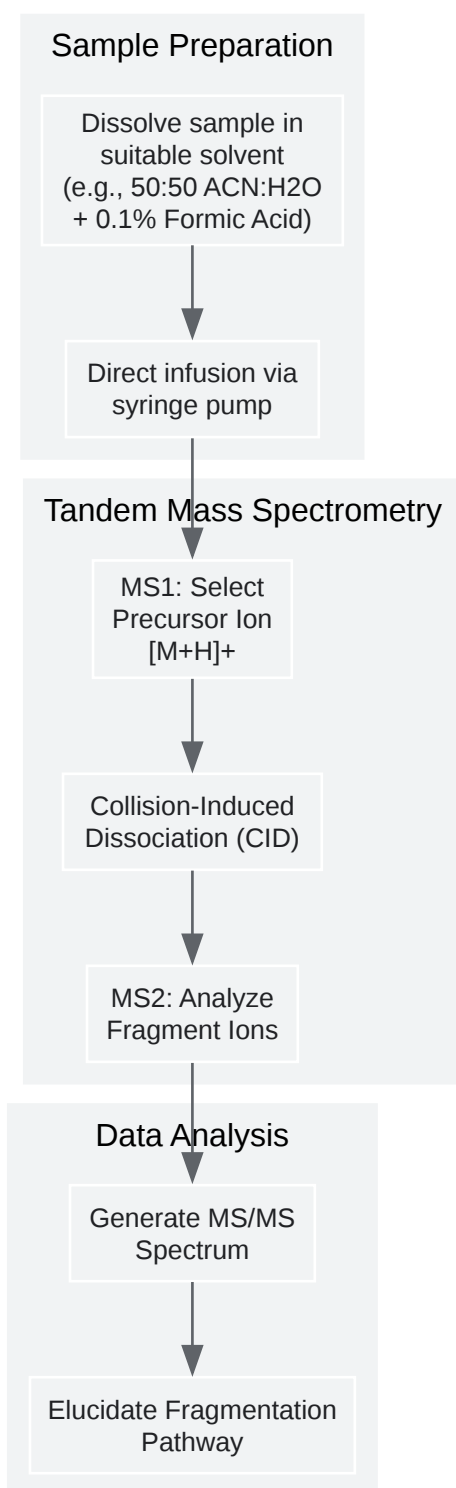 Sample Preparation
Dissolve sample in
suitable solvent
(e.g., 50:50 ACN:H2O
+ 0.1% Formic Acid)
Direct infusion via
syringe pump
Tandem Mass Spectrometry
MS1: Select
Precursor Ion
[M+H]+
Collision-Induced
Dissociation (CID)
MS2: Analyze
Fragment Ions
Data Analysis
Generate MS/MS
Spectrum
Elucidate Fragmentation
Pathway